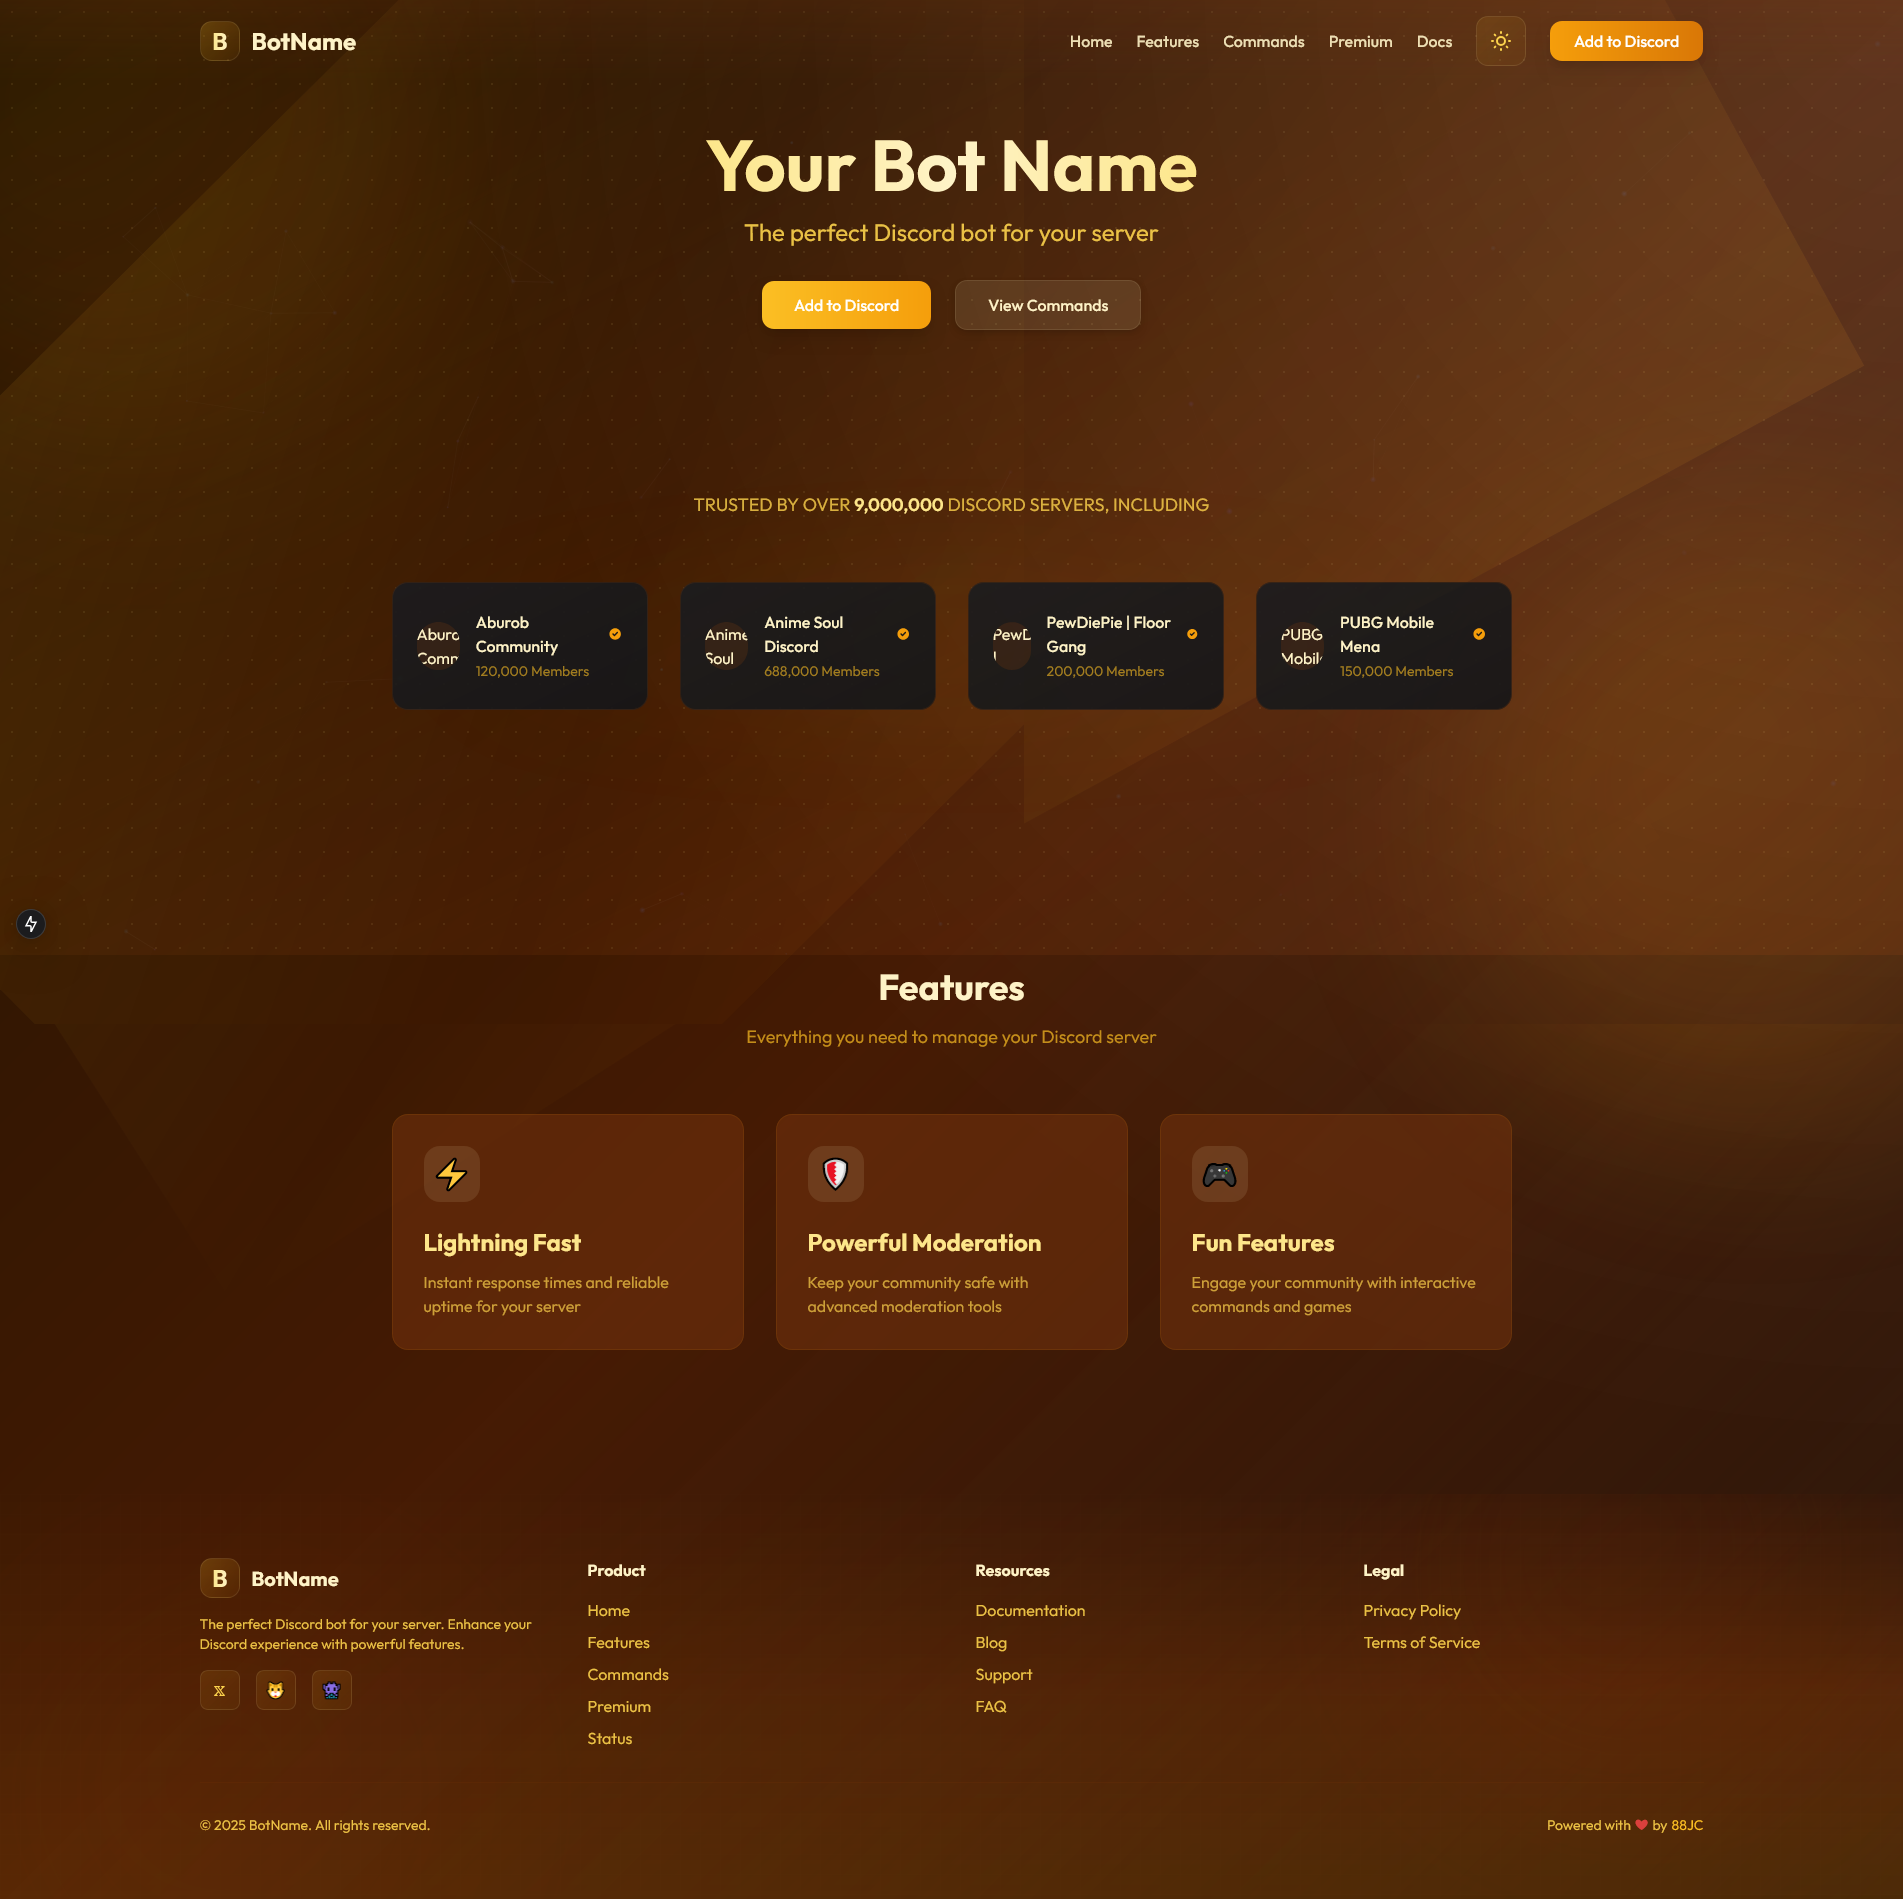 B BotName
Home Features Commands Premium Docs Add to Discord
Your Bot Name
The perfect Discord bot for your server
Add to Discord View Commands
TRUSTED BY OVER 9,000,000 DISCORD SERVERS, INCLUDING
Aburob
Community
120,000 Members
Anime Soul
Discord
688,000 Members
PewDiePie | Floor
Gang
200,000 Members
PUBG Mobile
Mena
150,000 Members
Features
Everything you need to manage your Discord server
Lightning Fast
Instant response times and reliable
uptime for your server
Powerful Moderation
Keep your community safe with
advanced moderation tools
Fun Features
Engage your community with interactive
commands and games
B BotName
The perfect Discord bot for your server. Enhance your
Discord experience with powerful features.
𝕏
Product
Home
Features
Commands
Premium
Status
Resources
Documentation
Blog
Support
FAQ
Legal
Privacy Policy
Terms of Service
© 2025 BotName. All rights reserved.
Powered with ❤ by 88JC